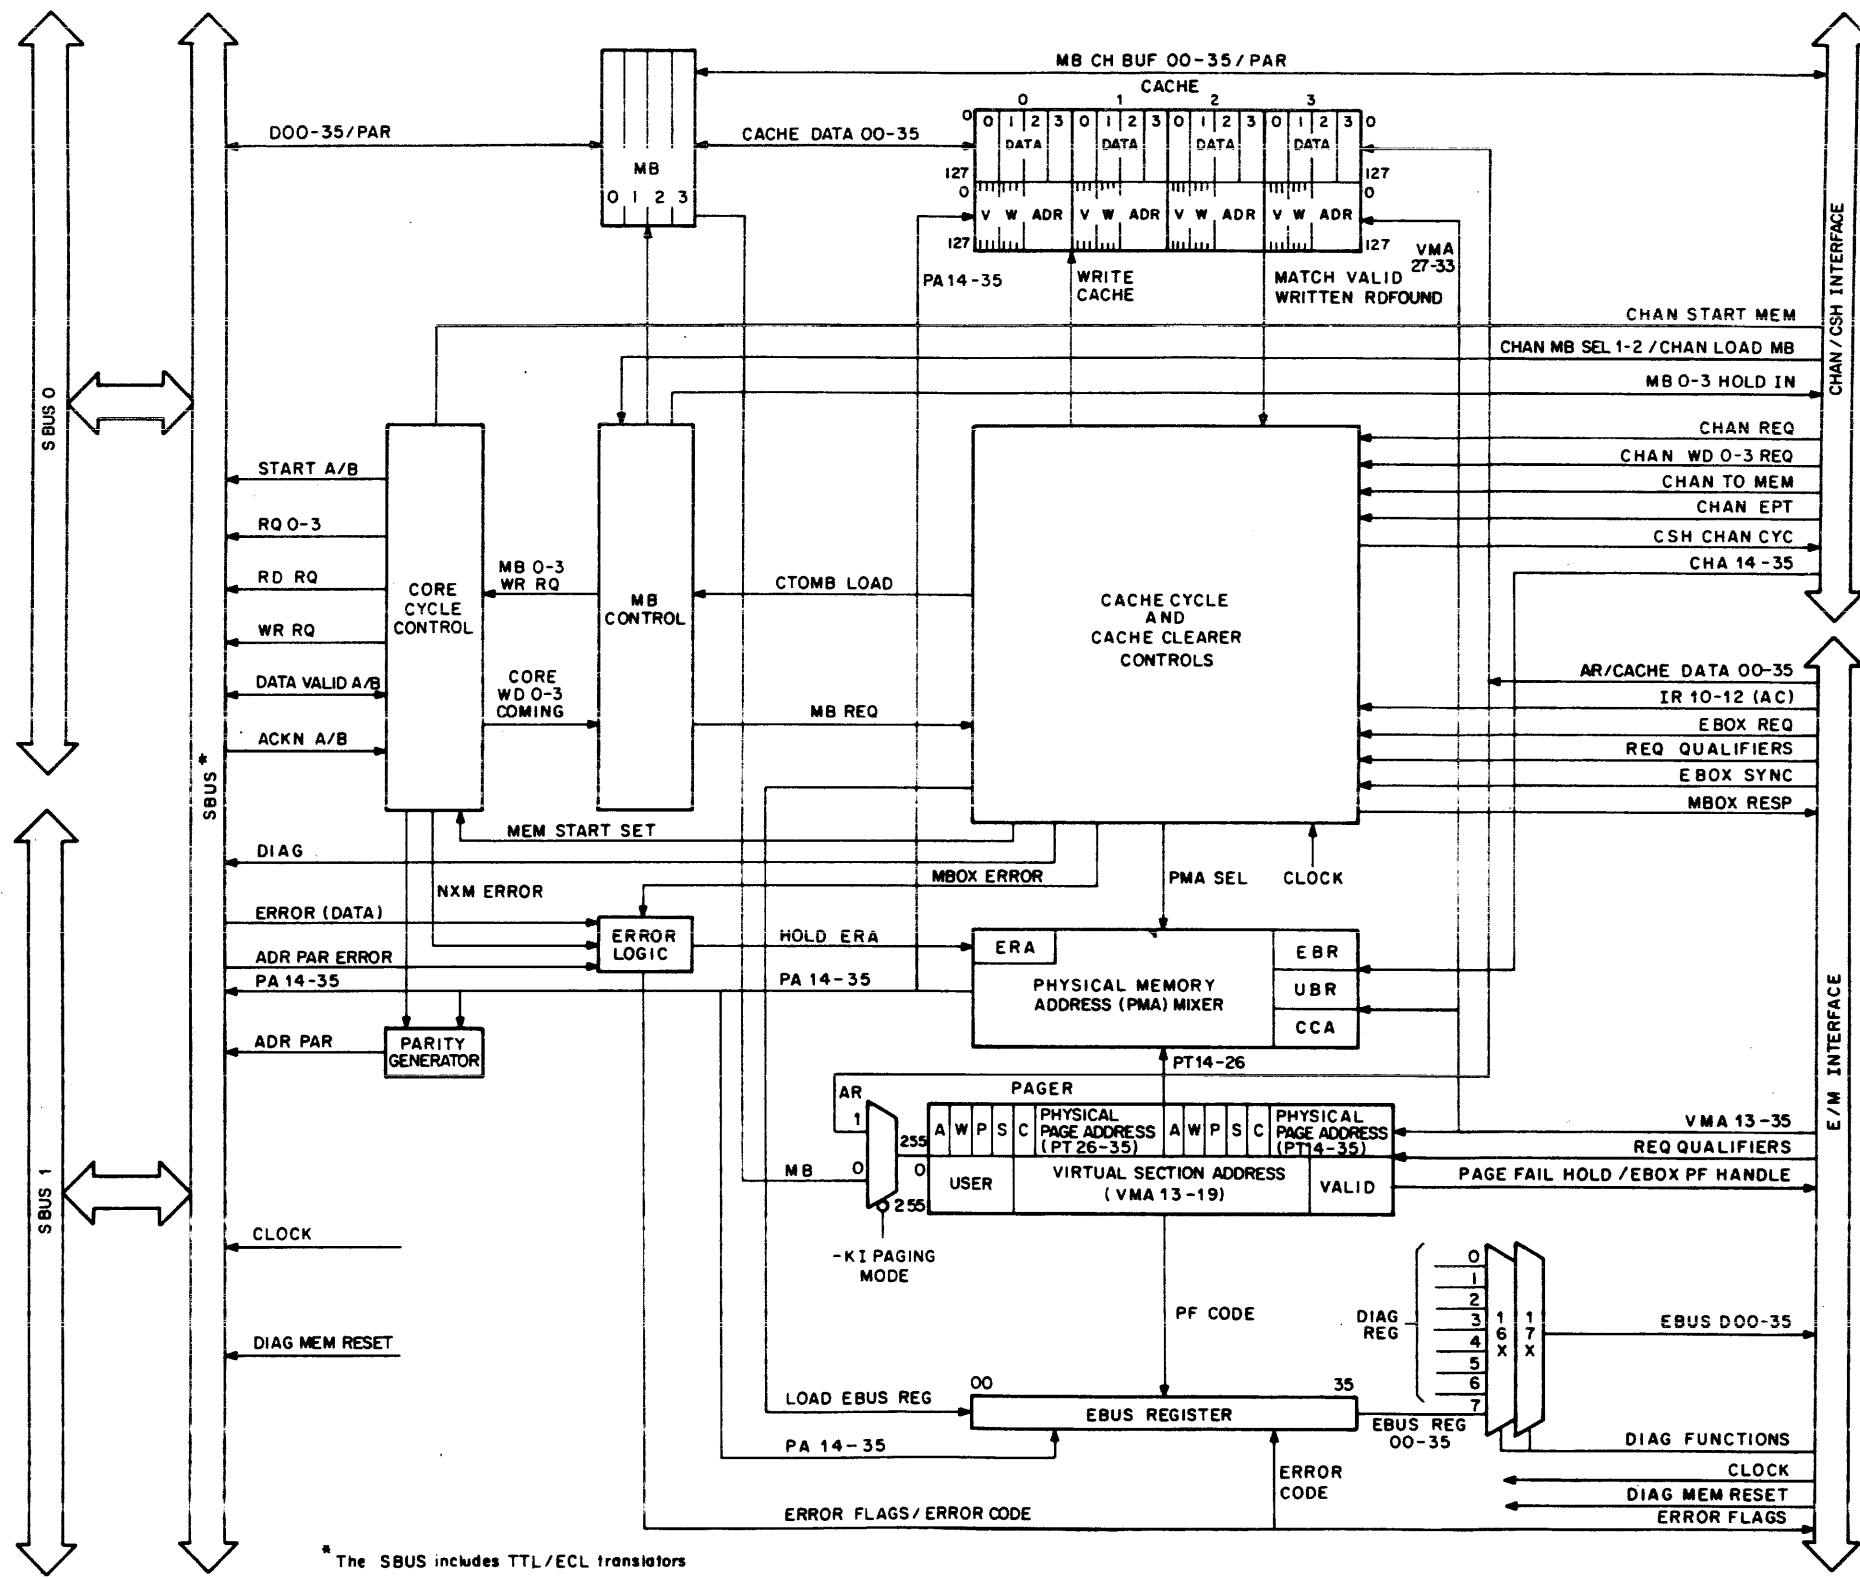 MB CH BUF 00-35/PAR
CACHE
0 1 2 3
0 0 1 2 3 0 1 2 3 0 1 2 3 0 1 2 3 0
D00-35/PAR
CACHE DATA 00-35
DATA DATA DATA DATA
MB
127 127
0 0
0 1 2 3
V W ADR V W ADR V W ADR V W ADR
127 127
VMA
27-33
PA 14-35
WRITE
CACHE
MATCH VALID
WRITTEN RDFOUND
CHAN/CSH INTERFACE
CHAN START MEM
CHAN MB SEL 1-2/CHAN LOAD MB
MB 0-3 HOLD IN
SBUS 0
CHAN REQ
CHAN WD 0-3 REQ
CHAN TO MEM
CHAN EPT
CSH CHAN CYC
CHA 14-35
START A/B
RQ 0-3
RD RQ
WR RQ
DATA VALID A/B
ACKN A/B
CORE
CYCLE
CONTROL
MB 0-3
WR RQ
CORE
WD 0-3
COMING
MB
CONTROL
CTOMB LOAD
MB REQ
CACHE CYCLE
AND
CACHE CLEARER
CONTROLS
AR/CACHE DATA 00-35
IR 10-12 (AC)
EBOX REQ
REQ QUALIFIERS
EBOX SYNC
MBOX RESP
SBUS *
MEM START SET
DIAG
NXM ERROR
MBOX ERROR
PMA SEL
CLOCK
ERROR (DATA)
ADR PAR ERROR
PA 14-35
ERROR
LOGIC
HOLD ERA
PA 14-35
ERA
EBR
PHYSICAL MEMORY
ADDRESS (PMA) MIXER
UBR
CCA
ADR PAR
PARITY
GENERATOR
PT14-26
E/M INTERFACE
AR
PAGER
1
255
A W P S C
PHYSICAL
PAGE ADDRESS
(PT 26-35)
A W P S C
PHYSICAL
PAGE ADDRESS
(PT14-35)
VMA 13-35
REQ QUALIFIERS
MB
0
0
USER
VIRTUAL SECTION ADDRESS
(VMA 13-19)
VALID
PAGE FAIL HOLD/EBOX PF HANDLE
255
SBUS 1
CLOCK
-KI PAGING
MODE
DIAG MEM RESET
PF CODE
DIAG
REG
0
1
2
3
4
5
6
7
16X
17X
EBUS D00-35
00 35
LOAD EBUS REG
EBUS REGISTER
EBUS REG
00-35
PA 14-35
DIAG FUNCTIONS
ERROR
CODE
CLOCK
DIAG MEM RESET
ERROR FLAGS/ERROR CODE
ERROR FLAGS
* The SBUS includes TTL/ECL translators